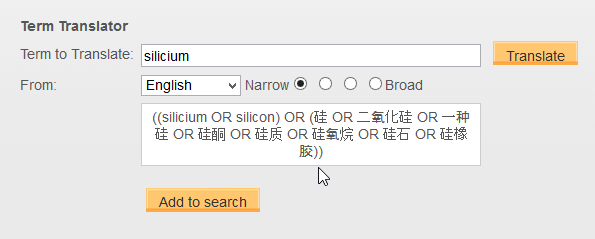 Term Translator
Term to Translate: silicium Translate
From: English Narrow Broad
((silicium OR silicon) OR (硅 OR 二氧化硅 OR 一种
硅 OR 硅酮 OR 硅质 OR 硅氧烷 OR 硅石 OR 硅橡
胶))
Add to search